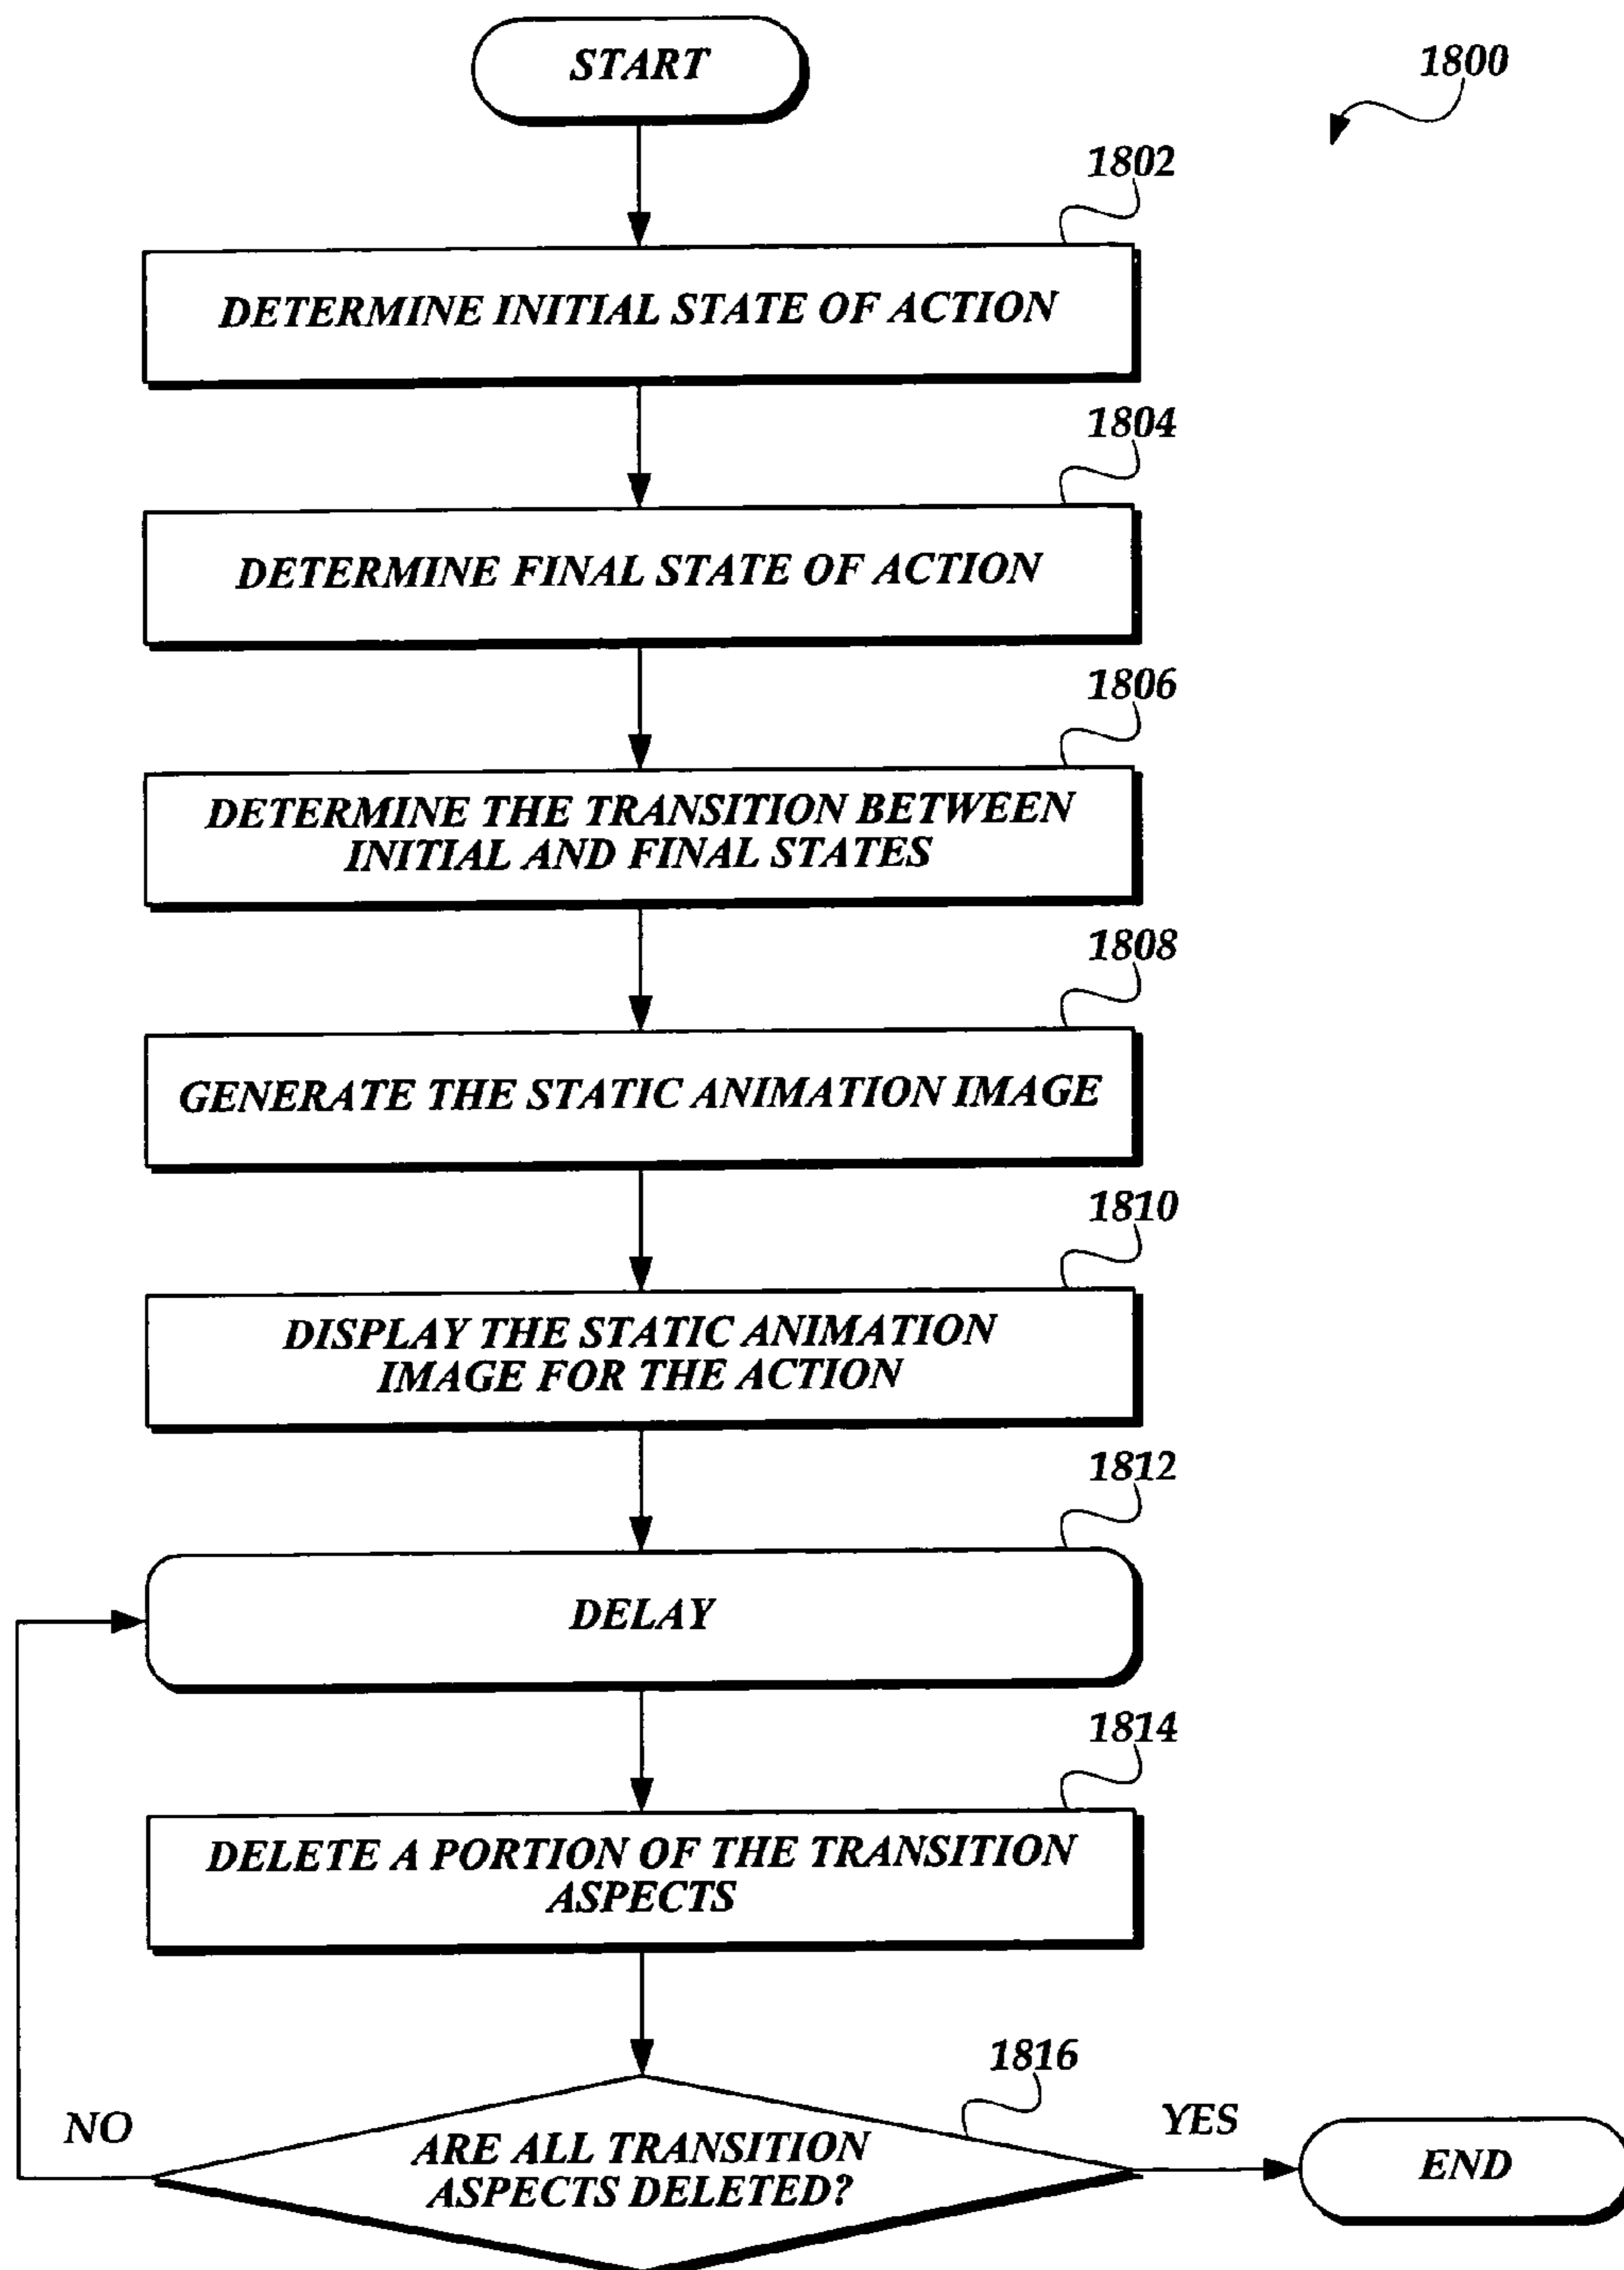 START
1800
1802
DETERMINE INITIAL STATE OF ACTION
1804
DETERMINE FINAL STATE OF ACTION
1806
DETERMINE THE TRANSITION BETWEEN
INITIAL AND FINAL STATES
1808
GENERATE THE STATIC ANIMATION IMAGE
1810
DISPLAY THE STATIC ANIMATION
IMAGE FOR THE ACTION
1812
DELAY
1814
DELETE A PORTION OF THE TRANSITION
ASPECTS
1816
NO
ARE ALL TRANSITION
ASPECTS DELETED?
YES
END